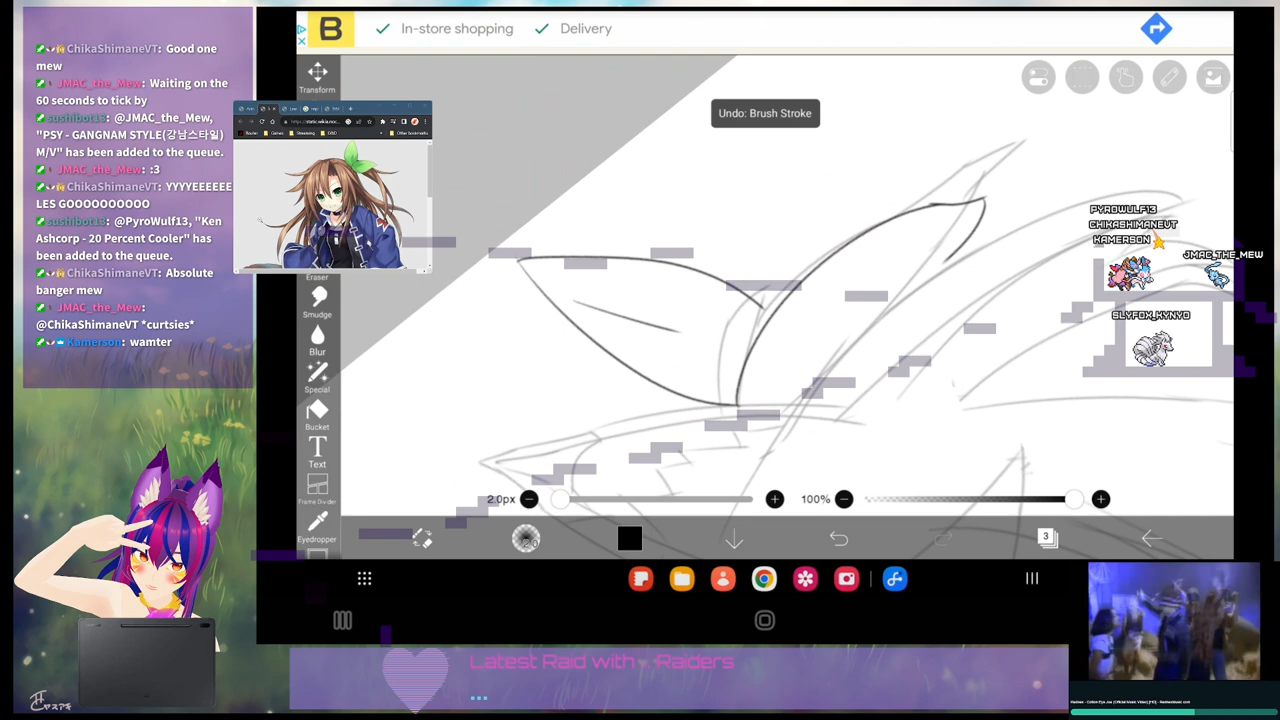 ChikaShimaneVT: Good one
mew
JMAC_the_Mew: Waiting on the
60 seconds to tick by
sushibot13: @JMAC_the_Mew,
"PSY - GANGNAM STYLE(강남스타일)
M/V" has been added to the queue.
JMAC_the_Mew: :3
ChikaShimaneVT: YYYYEEEEEE
LES GOOOOOOOOOO
sushibot13: @PyroWulf13, "Ken
Ashcorp - 20 Percent Cooler" has
been added to the queue.
ChikaShimaneVT: Absolute
banger mew
JMAC_the_Mew:
@ChikaShimaneVT *curtsies*
Kamerson: wamter
B
In-store shopping
Delivery
Transform
Undo: Brush Stroke
Eraser
Smudge
Blur
Special
Bucket
Text
Frame Divider
Eyedropper
PYROWULF13
CHIKASHIMANEVT
KAMERSON
JMAC_THE_MEW
SLYFOX_KYNYO
2.0px
100%
3
Latest Raid with - Raiders
...